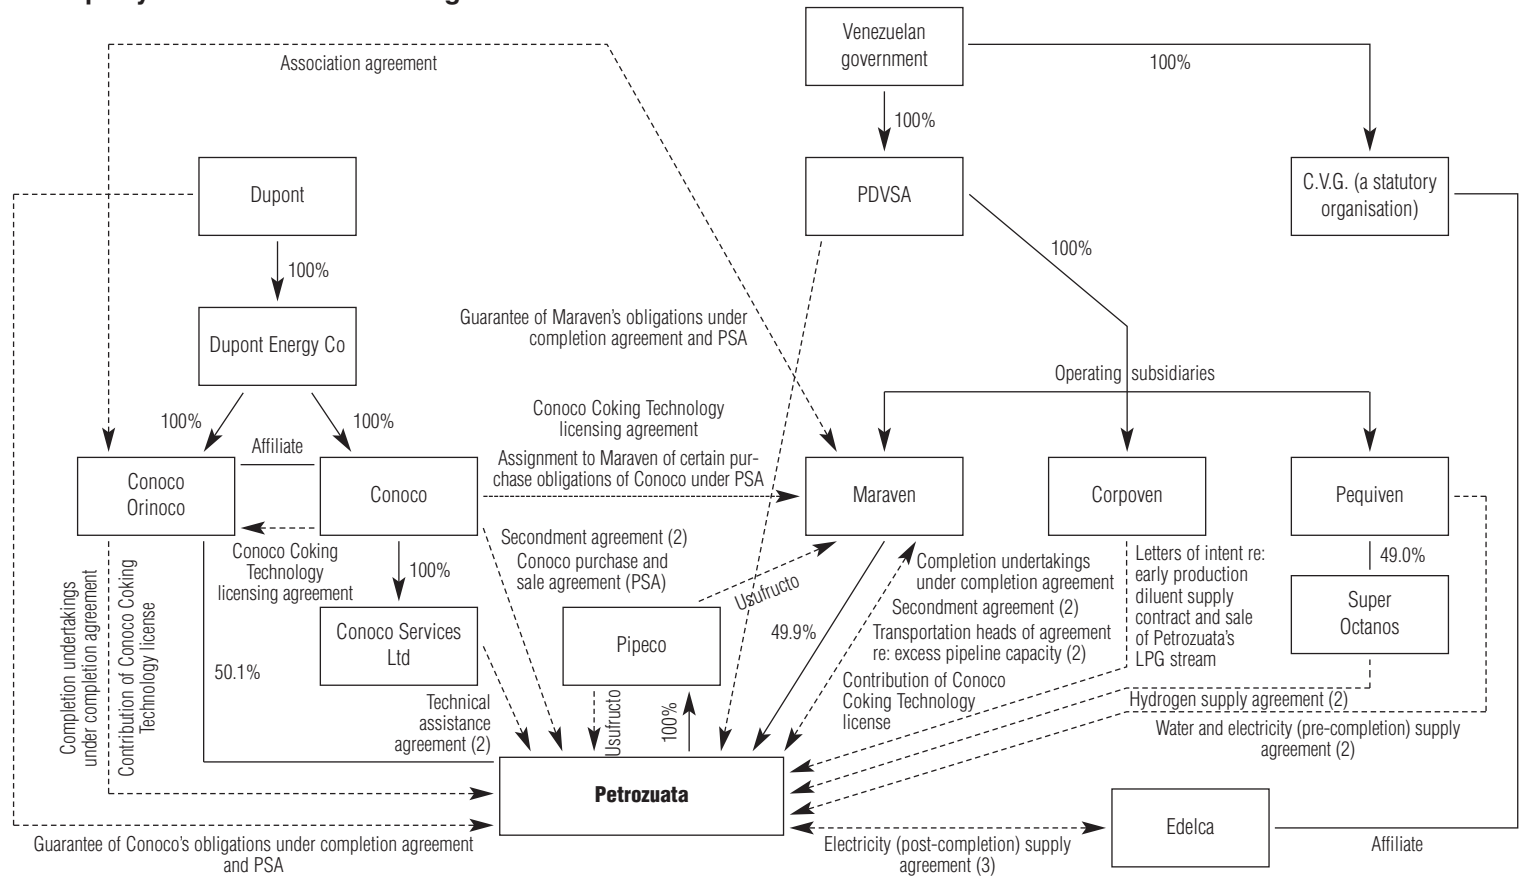 Association agreement
Venezuelan
government
100%
100%
Dupont
PDVSA
C.V.G. (a statutory
organisation)
100%
100%
Dupont Energy Co
Guarantee of Maraven's obligations under
completion agreement and PSA
Operating subsidiaries
100%
100%
Affiliate
Conoco Coking Technology
licensing agreement
Assignment to Maraven of certain pur-
chase obligations of Conoco under PSA
Conoco
Orinoco
Conoco
Maraven
Corpoven
Pequiven
Conoco Coking
Technology
licensing agreement
100%
Secondment agreement (2)
Conoco purchase and
sale agreement (PSA)
Usufructo
Completion undertakings
under completion agreement
Secondment agreement (2)
Transportation heads of agreement
re: excess pipeline capacity (2)
Contribution of Conoco
Coking Technology
license
Letters of intent re:
early production
diluent supply
contract and sale
of Petrozuata's
LPG stream
49.0%
Super
Octanos
Completion undertakings
under completion agreement
Contribution of Conoco Coking
Technology license
50.1%
Conoco Services
Ltd
Pipeco
49.9%
Technical
assistance
agreement (2)
Usufructo
100%
Hydrogen supply agreement (2)
Water and electricity (pre-completion) supply
agreement (2)
Petrozuata
Edelca
Guarantee of Conoco's obligations under completion agreement
and PSA
Electricity (post-completion) supply
agreement (3)
Affiliate